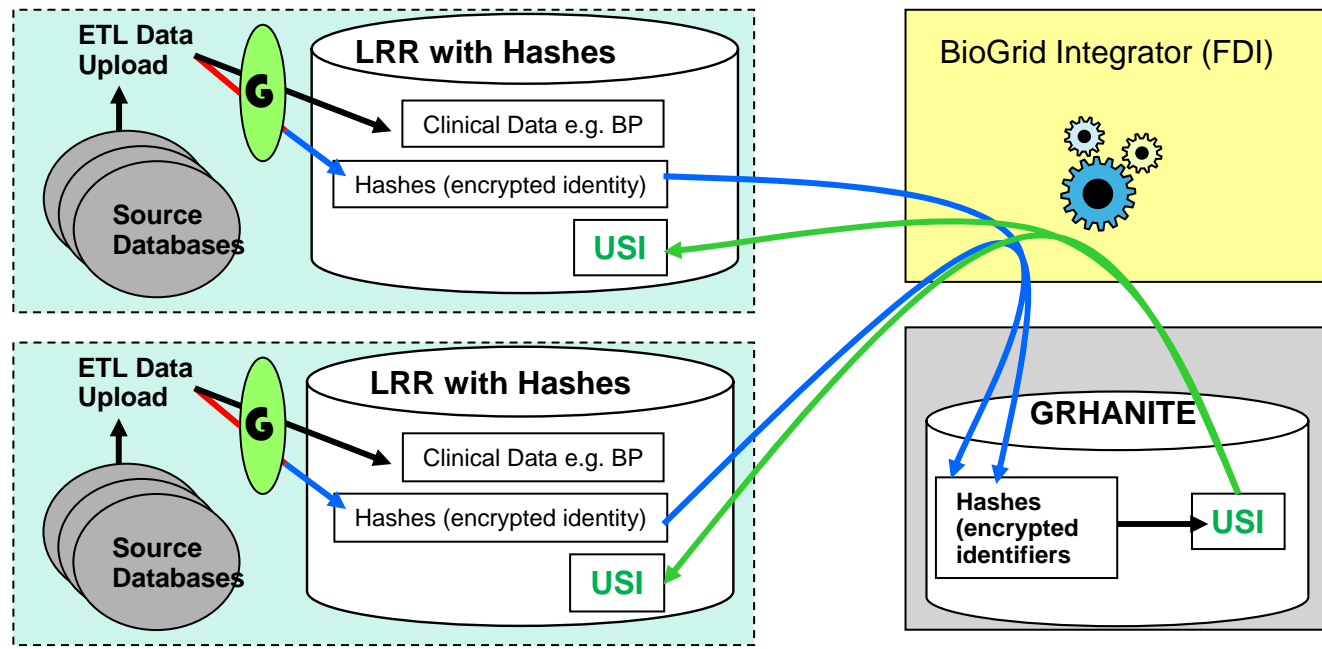 ETL Data
Upload
G
LRR with Hashes
Clinical Data e.g. BP
Hashes (encrypted identity)
USI
Source
Databases
BioGrid Integrator (FDI)
ETL Data
Upload
G
LRR with Hashes
Clinical Data e.g. BP
Hashes (encrypted identity)
USI
Source
Databases
GRHANITE
Hashes
(encrypted
identifiers
USI